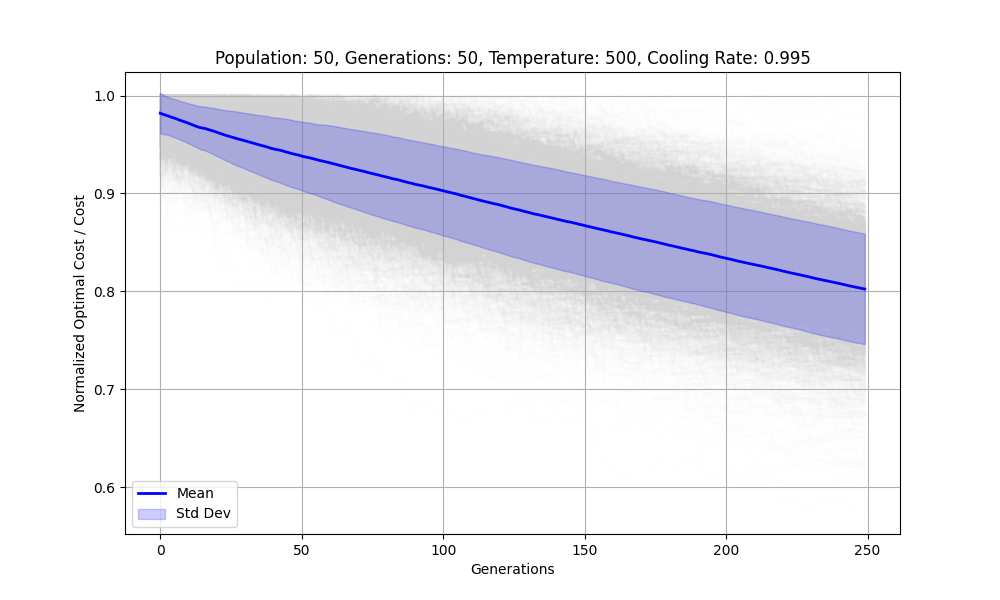 Population: 50, Generations: 50, Temperature: 500, Cooling Rate: 0.995
Normalized Optimal Cost / Cost
1.0
0.9
0.8
0.7
0.6
Mean
Std Dev
0 50 100 150 200 250
Generations